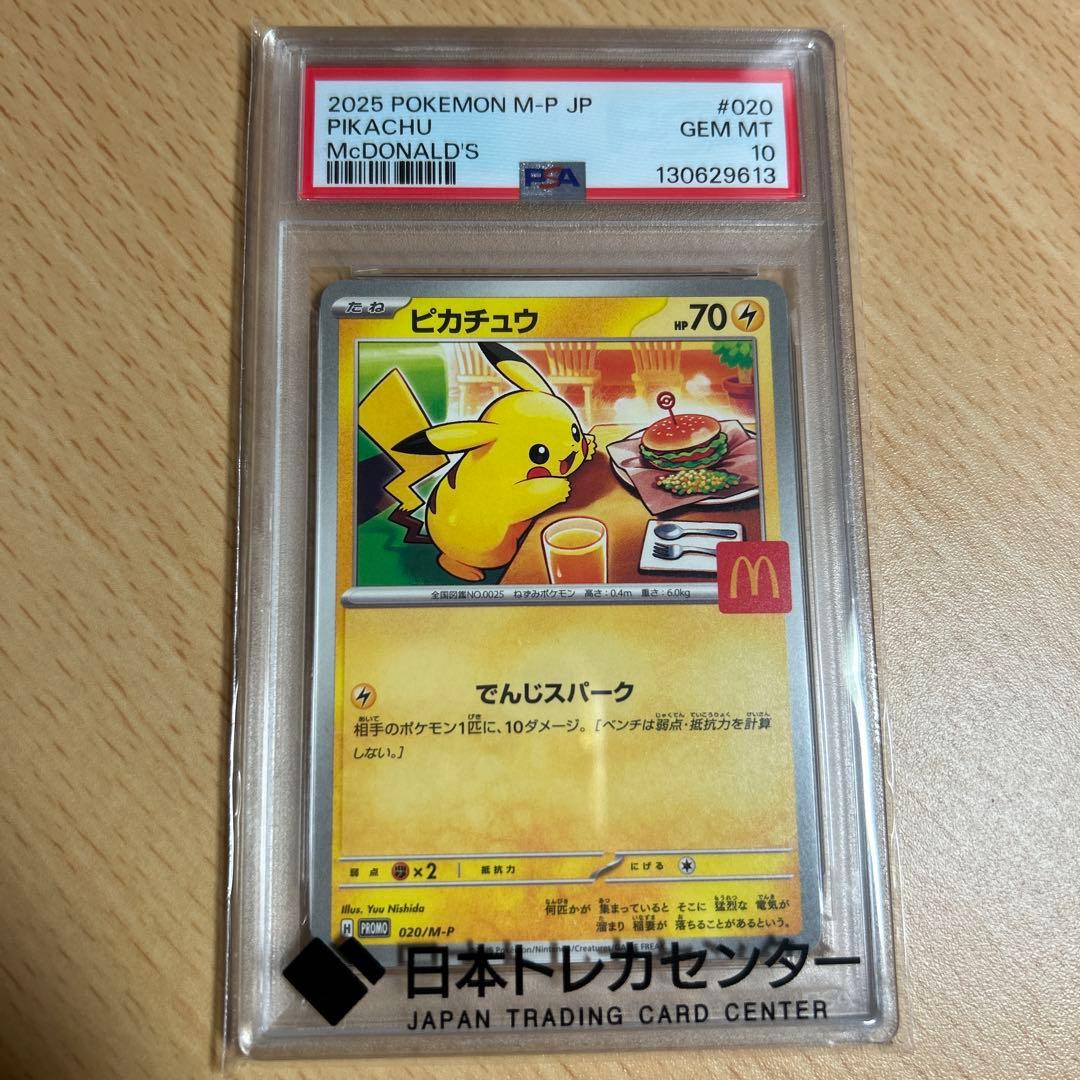 2025 POKEMON M-P JP
#020
PIKACHU
GEM MT
McDONALD'S
10
PSA
130629613
たね
ピカチュウ
HP70
M
全国図鑑NO.0025 ねずみポケモン 高さ:0.4m 重さ:6.0kg
でんじスパーク
相手のポケモン1匹に、10ダメージ。[ベンチは弱点・抵抗力を計算
しない。]
弱点 ×2 抵抗力 にげる
Illus. Yuu Nishida
何匹かが 集まっていると そこに 猛烈な 電気が
溜まり 稲妻が 落ちることがあるという。
H PROMO 020/M-P
Pokémon/Nintendo/Creatures/GAME FREAK
日本トレカセンター
JAPAN TRADING CARD CENTER